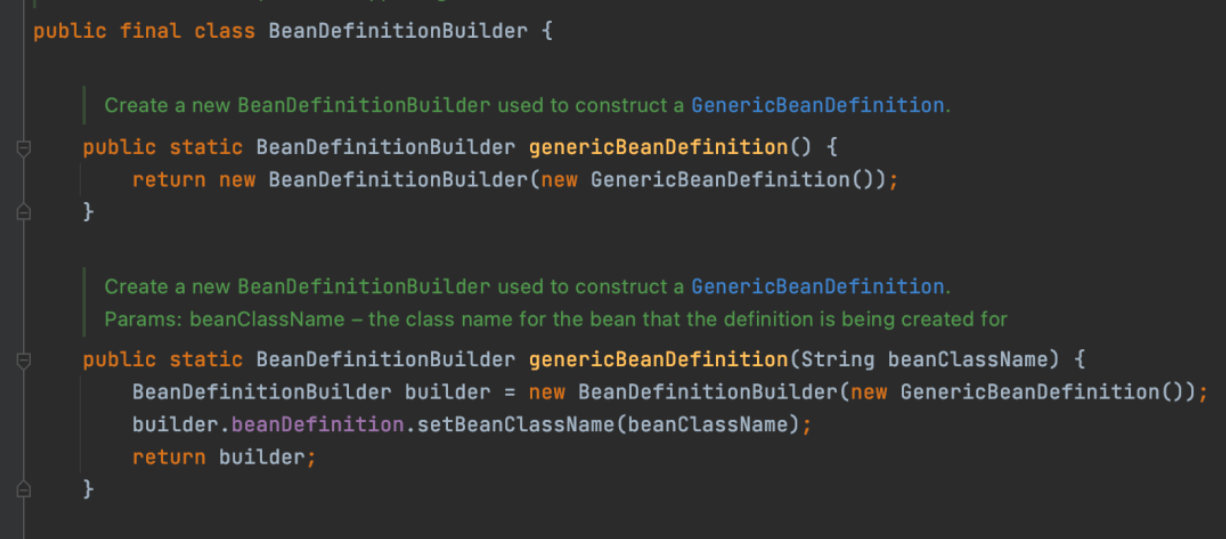 public final class BeanDefinitionBuilder {
Create a new BeanDefinitionBuilder used to construct a GenericBeanDefinition.
public static BeanDefinitionBuilder genericBeanDefinition() {
return new BeanDefinitionBuilder(new GenericBeanDefinition());
}
Create a new BeanDefinitionBuilder used to construct a GenericBeanDefinition.
Params: beanClassName – the class name for the bean that the definition is being created for
public static BeanDefinitionBuilder genericBeanDefinition(String beanClassName) {
BeanDefinitionBuilder builder = new BeanDefinitionBuilder(new GenericBeanDefinition());
builder.beanDefinition.setBeanClassName(beanClassName);
return builder;
}